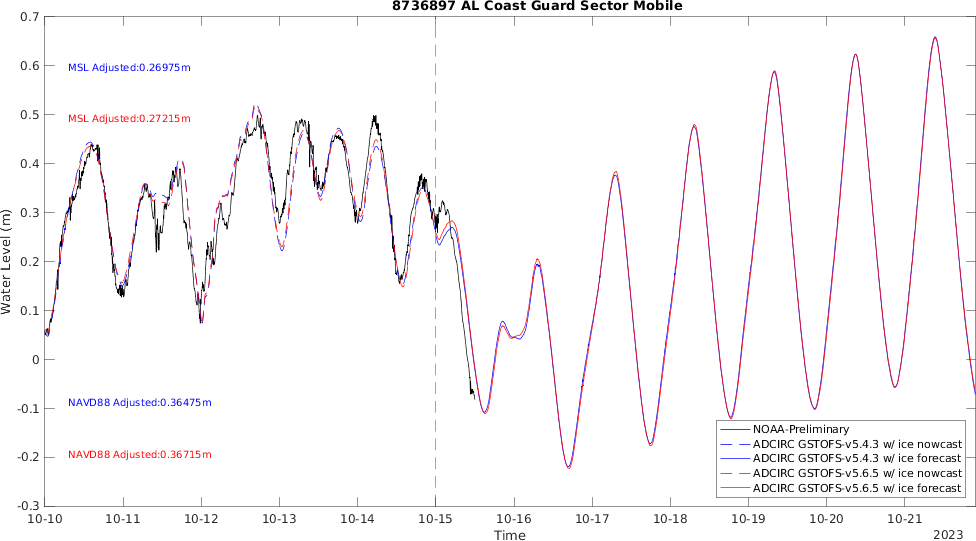 8736897 AL Coast Guard Sector Mobile
0.7
0.6
0.5
0.4
0.3
0.2
0.1
0
-0.1
-0.2
-0.3
Water Level (m)
MSL Adjusted:0.26975m
MSL Adjusted:0.27215m
NAVD88 Adjusted:0.36475m
NAVD88 Adjusted:0.36715m
NOAA-Preliminary
ADCIRC GSTOFS-v5.4.3 w/ ice nowcast
ADCIRC GSTOFS-v5.4.3 w/ ice forecast
ADCIRC GSTOFS-v5.6.5 w/ ice nowcast
ADCIRC GSTOFS-v5.6.5 w/ ice forecast
10-10 10-11 10-12 10-13 10-14 10-15 10-16 10-17 10-18 10-19 10-20 10-21
Time
2023